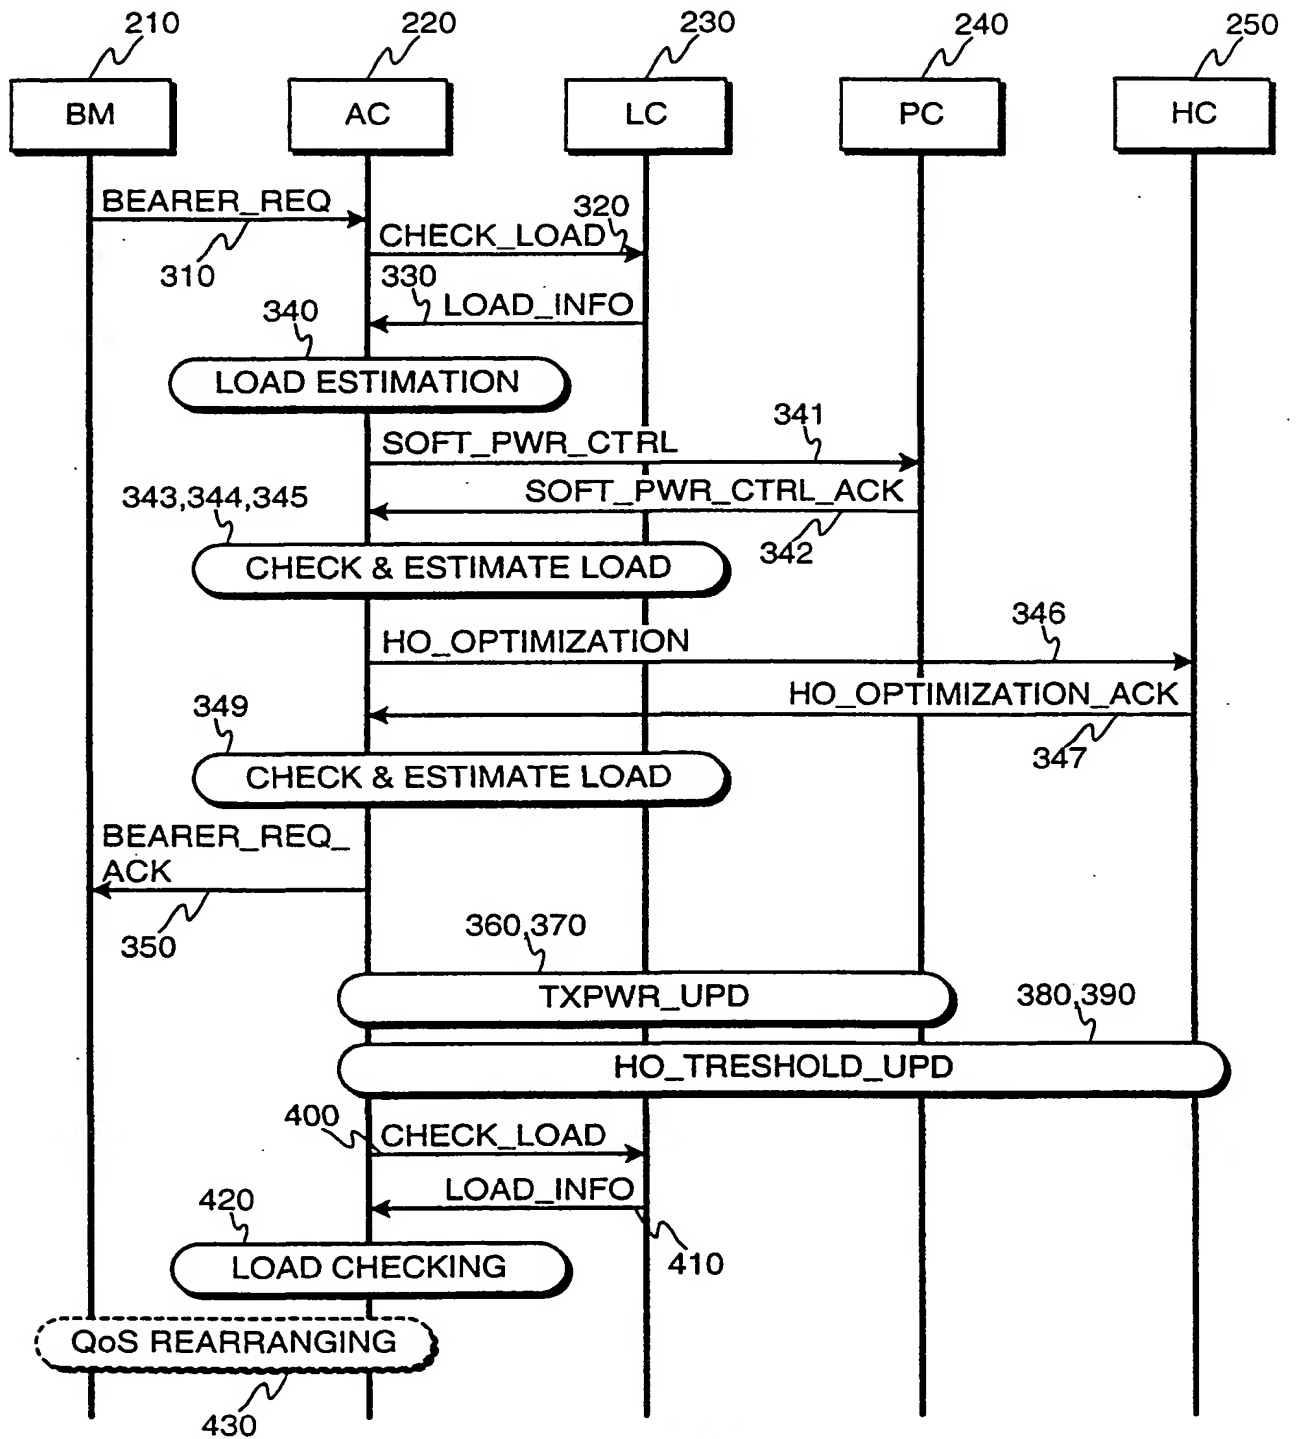 210
220
230
240
250
BM
AC
LC
PC
HC
BEARER_REQ
310
320
CHECK_LOAD
330
LOAD_INFO
340
LOAD ESTIMATION
341
SOFT_PWR_CTRL
SOFT_PWR_CTRL_ACK
342
343,344,345
CHECK & ESTIMATE LOAD
346
HO_OPTIMIZATION
HO_OPTIMIZATION_ACK
347
349
CHECK & ESTIMATE LOAD
BEARER_REQ_
ACK
350
360,370
TXPWR_UPD
380,390
HO_TRESHOLD_UPD
400
CHECK_LOAD
LOAD_INFO
410
420
LOAD CHECKING
QoS REARRANGING
430